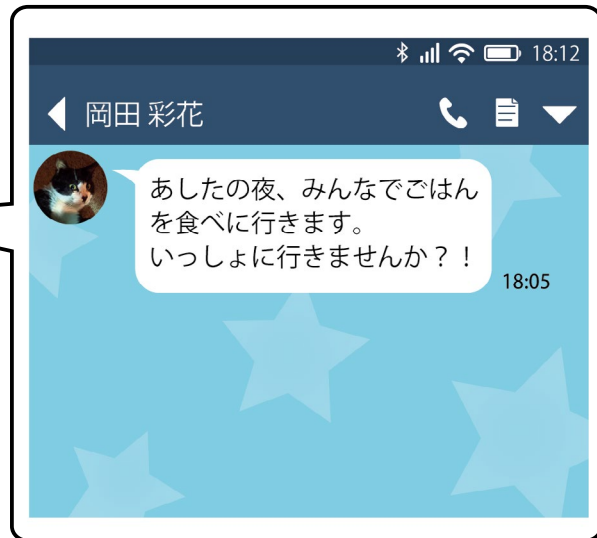 18:12
岡田 彩花
あしたの夜、みんなでごはん
を食べに行きます。
いっしょに行きませんか？！
18:05